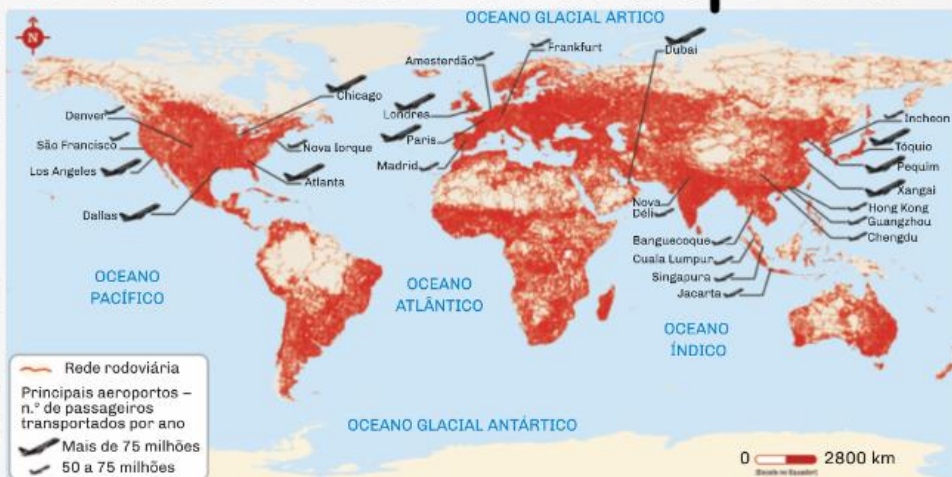 OCEANO GLACIAL ÁRTICO
N
Amesterdão
Frankfurt
Dubai
Chicago
Denver
Londres
Incheon
São Francisco
Nova Iorque
Paris
Tóquio
Los Angeles
Madrid
Pequim
Atlanta
Xangai
Dallas
Nova
Déli
Hong Kong
Guangzhou
Chengdu
Banguecoque
Cuala Lumpur
Singapura
Jacarta
OCEANO
PACÍFICO
OCEANO
ATLÂNTICO
OCEANO
ÍNDICO
Rede rodoviária
Principais aeroportos –
n.º de passageiros
transportados por ano
Mais de 75 milhões
50 a 75 milhões
OCEANO GLACIAL ANTÁRTICO
0 2800 km
(Escala no Equador)